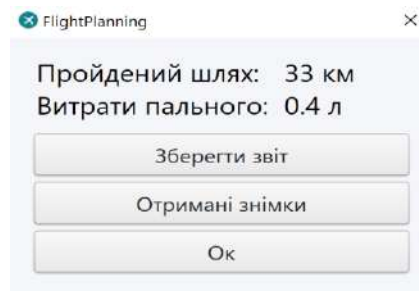 FlightPlanning
Пройдений шлях: 33 км
Витрати пального: 0.4 л
Зберегти звіт
Отримані знімки
Ок